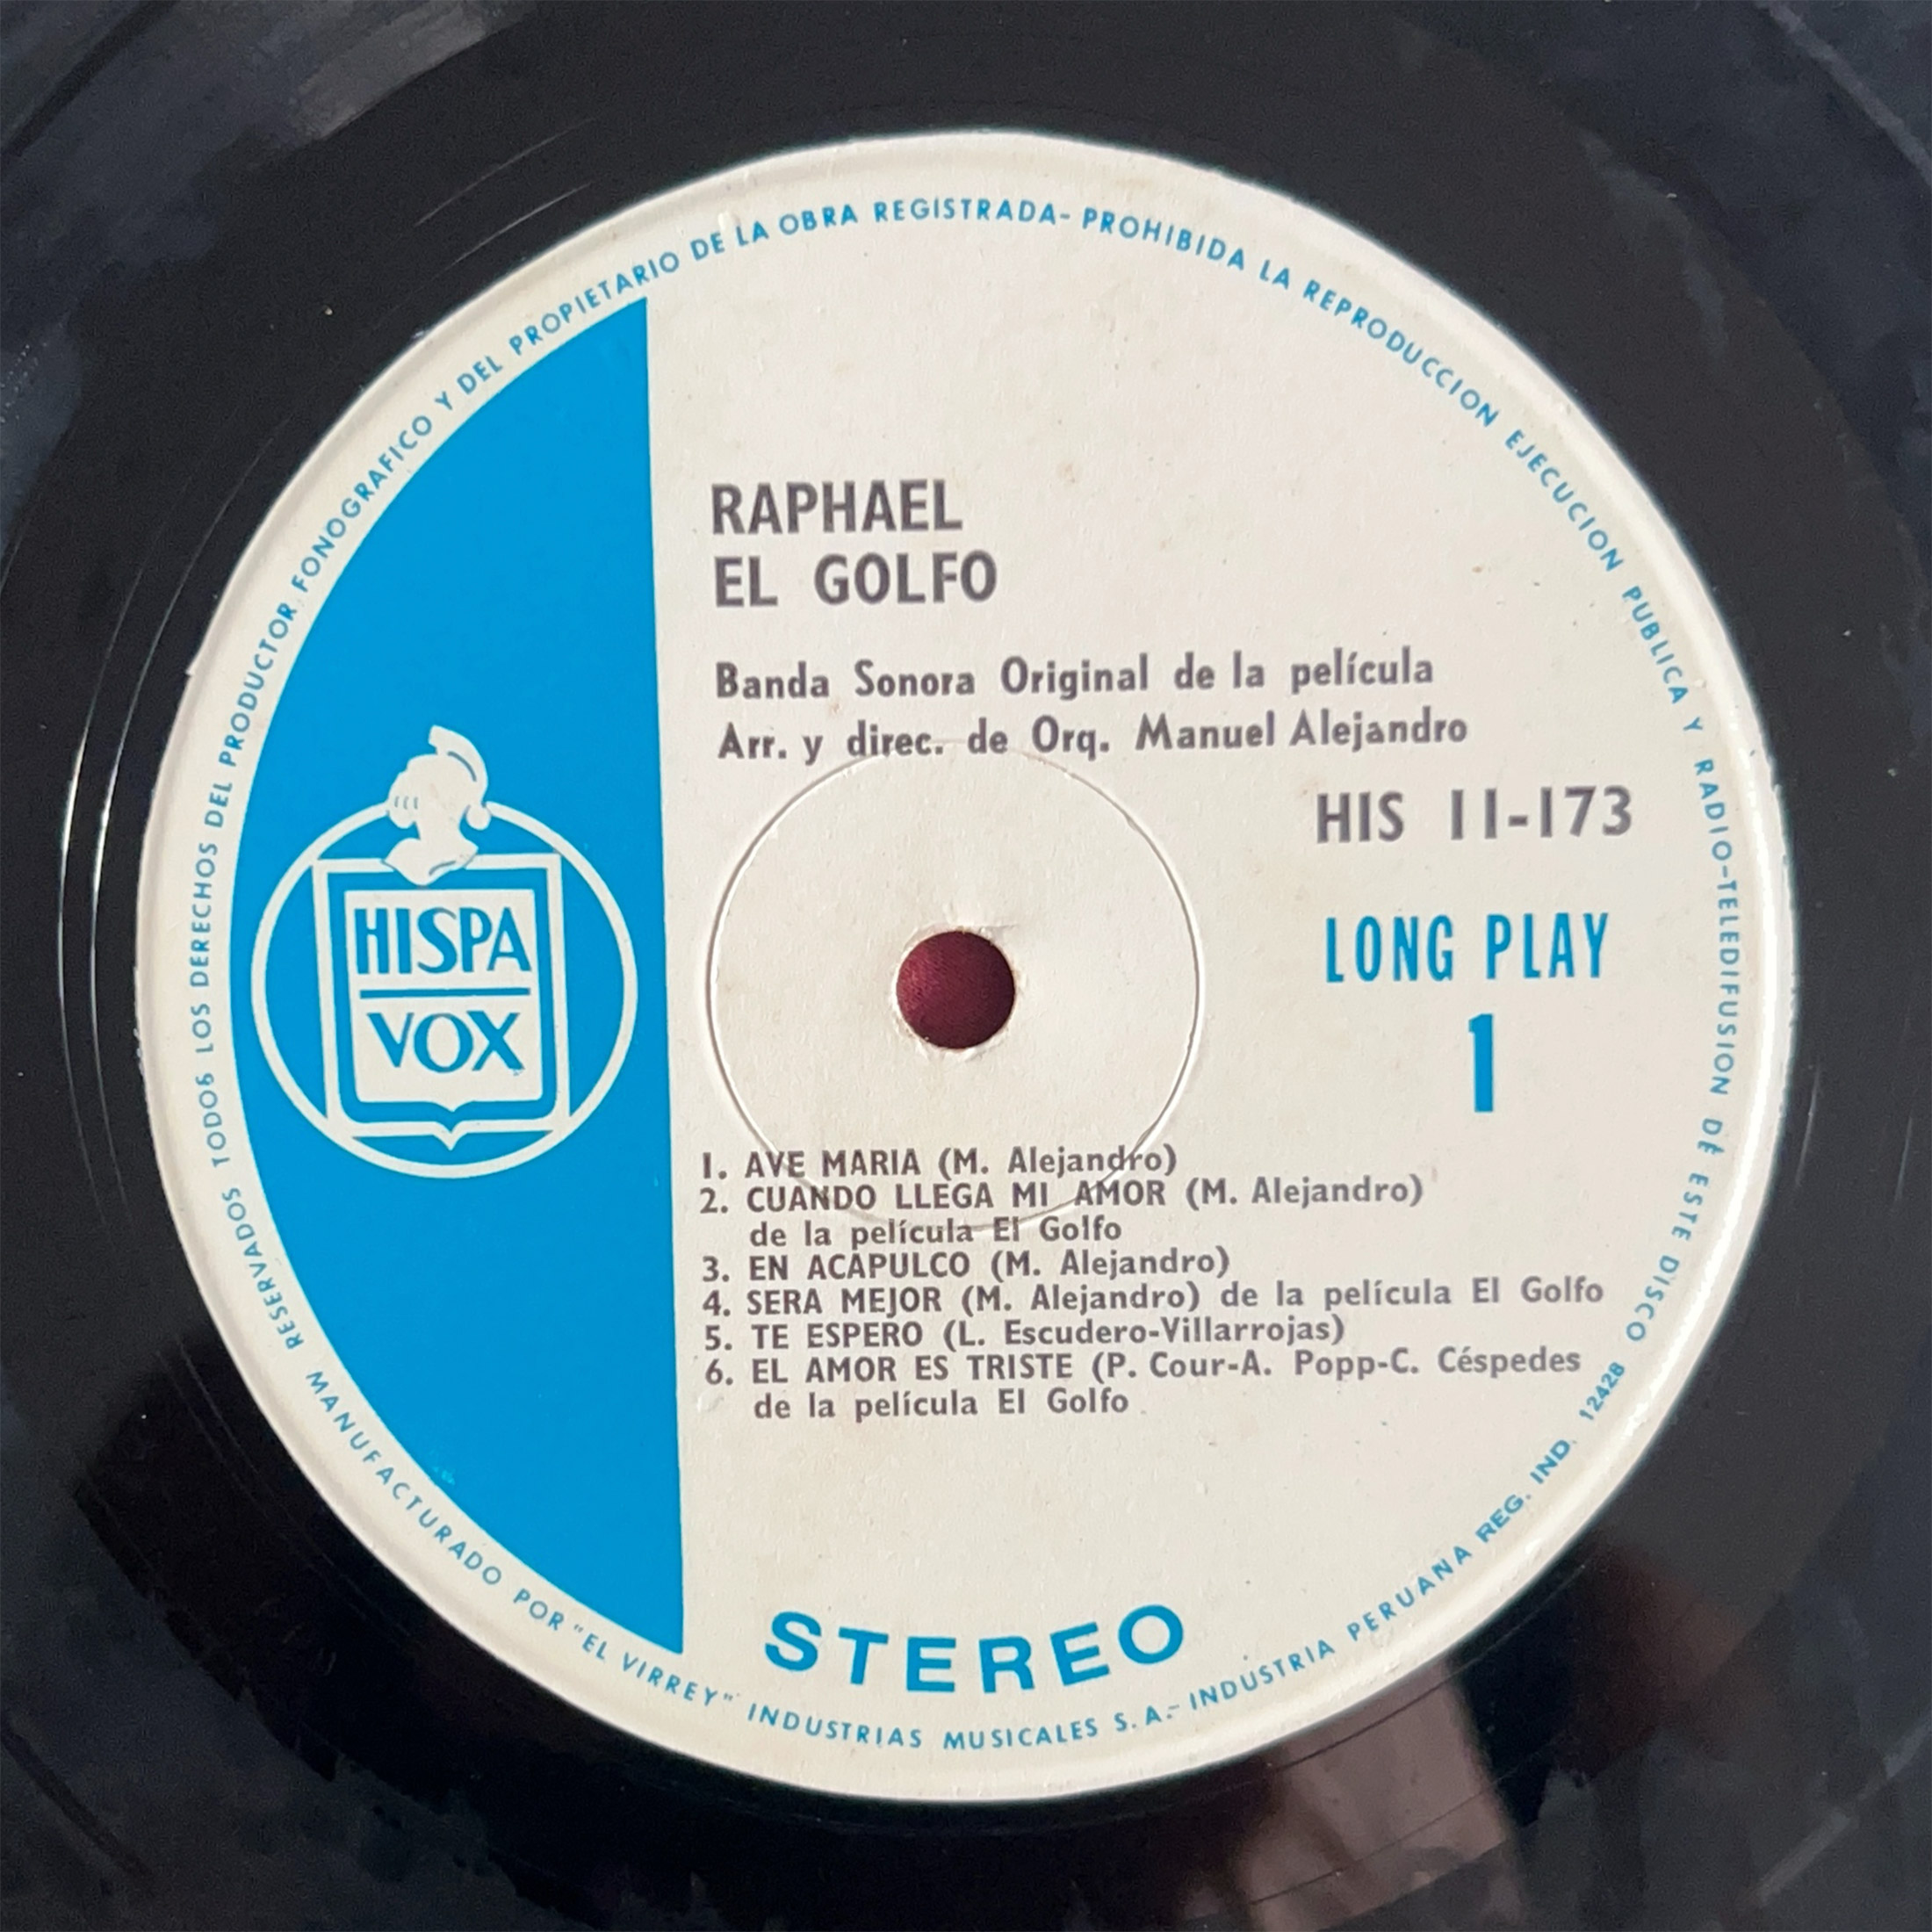 RAPHAEL
EL GOLFO
Banda Sonora Original de la película
Arr. y direc. de Orq. Manuel Alejandro
HIS 11-173
LONG PLAY
1
HISPA
VOX
1. AVE MARIA (M. Alejandro)
2. CUANDO LLEGA MI AMOR (M. Alejandro)
de la película El Golfo
3. EN ACAPULCO (M. Alejandro)
4. SERA MEJOR (M. Alejandro) de la película El Golfo
5. TE ESPERO (L. Escudero-Villarrojas)
6. EL AMOR ES TRISTE (P. Cour-A. Popp-C. Céspedes
de la película El Golfo
STEREO
RESERVADOS TODOS LOS DERECHOS DEL PRODUCTOR FONOGRAFICO Y DEL PROPIETARIO DE LA OBRA REGISTRADA- PROHIBIDA LA REPRODUCCION EJECUCION PUBLICA Y RADIO-TELEDIFUSION DE ESTE DISCO
MANUFACTURADO POR "EL VIRREY" INDUSTRIAS MUSICALES S.A.- INDUSTRIA PERUANA REG. IND. 12428